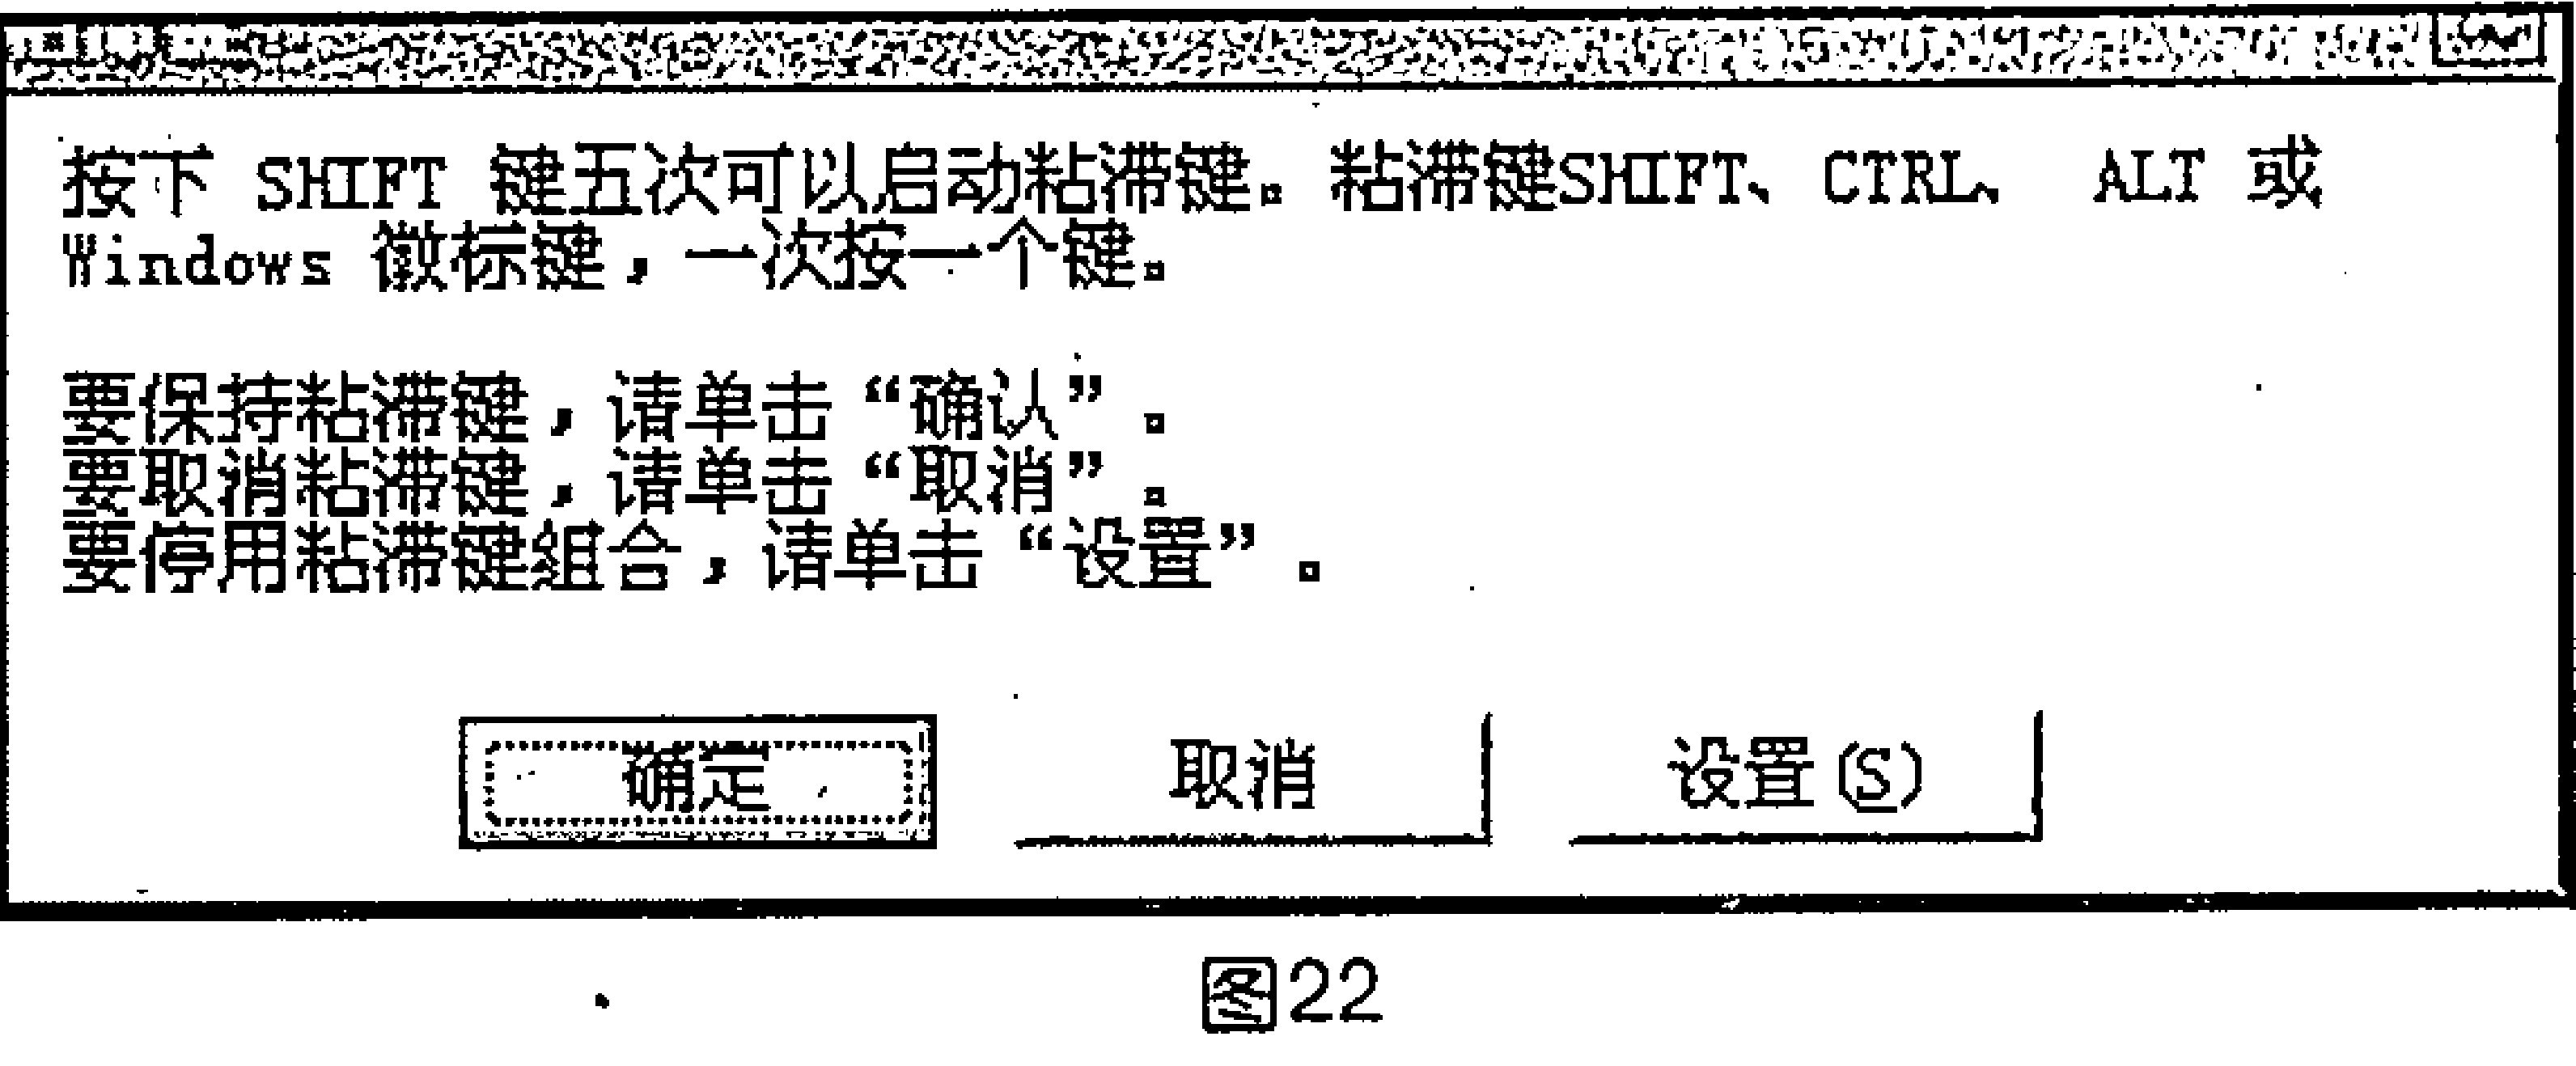 按下 SHIFT 键五次可以启动粘滞键。粘滞键SHIFT、CTRL、 ALT 或
Windows 徽标键，一次按一个键。
要保持粘滞键，请单击“确认”。
要取消粘滞键，请单击“取消”。
要停用粘滞键组合，请单击“设置”。
确定 取消 设置(S)
图22